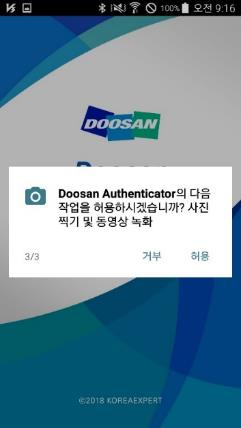 100% 오전 9:16
DOOSAN
Doosan
Doosan Authenticator의 다음
작업을 허용하시겠습니까? 사진
찍기 및 동영상 녹화
3/3 거부 허용
©2018 KOREAEXPERT